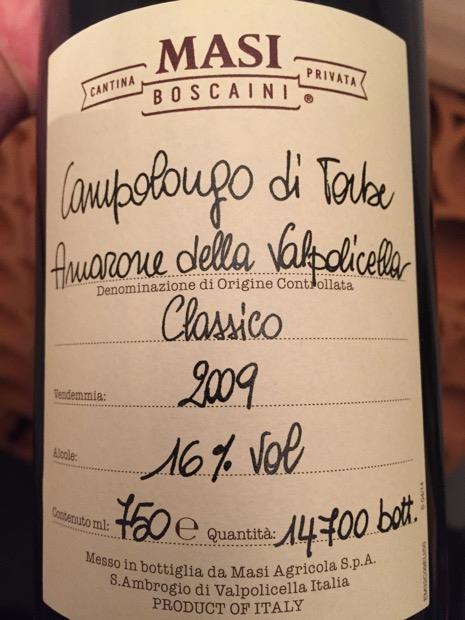 MASI
CANTINA PRIVATA
BOSCAINI ®
Campolongo di Torbe
Amarone della Valpolicella
Denominazione di Origine Controllata
Classico
Vendemmia: 2009
Alcole: 16% vol
Contenuto ml: 750 e Quantità: 14700 bott.
Messo in bottiglia da Masi Agricola S.p.A.
S.Ambrogio di Valpolicella Italia
PRODUCT OF ITALY